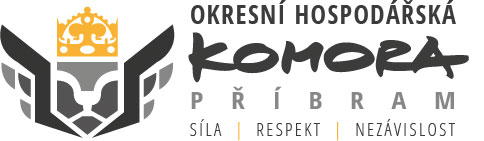 OKRESNÍ HOSPODÁŘSKÁ
KOMORA
PŘÍBRAM
SÍLA | RESPEKT | NEZÁVISLOST